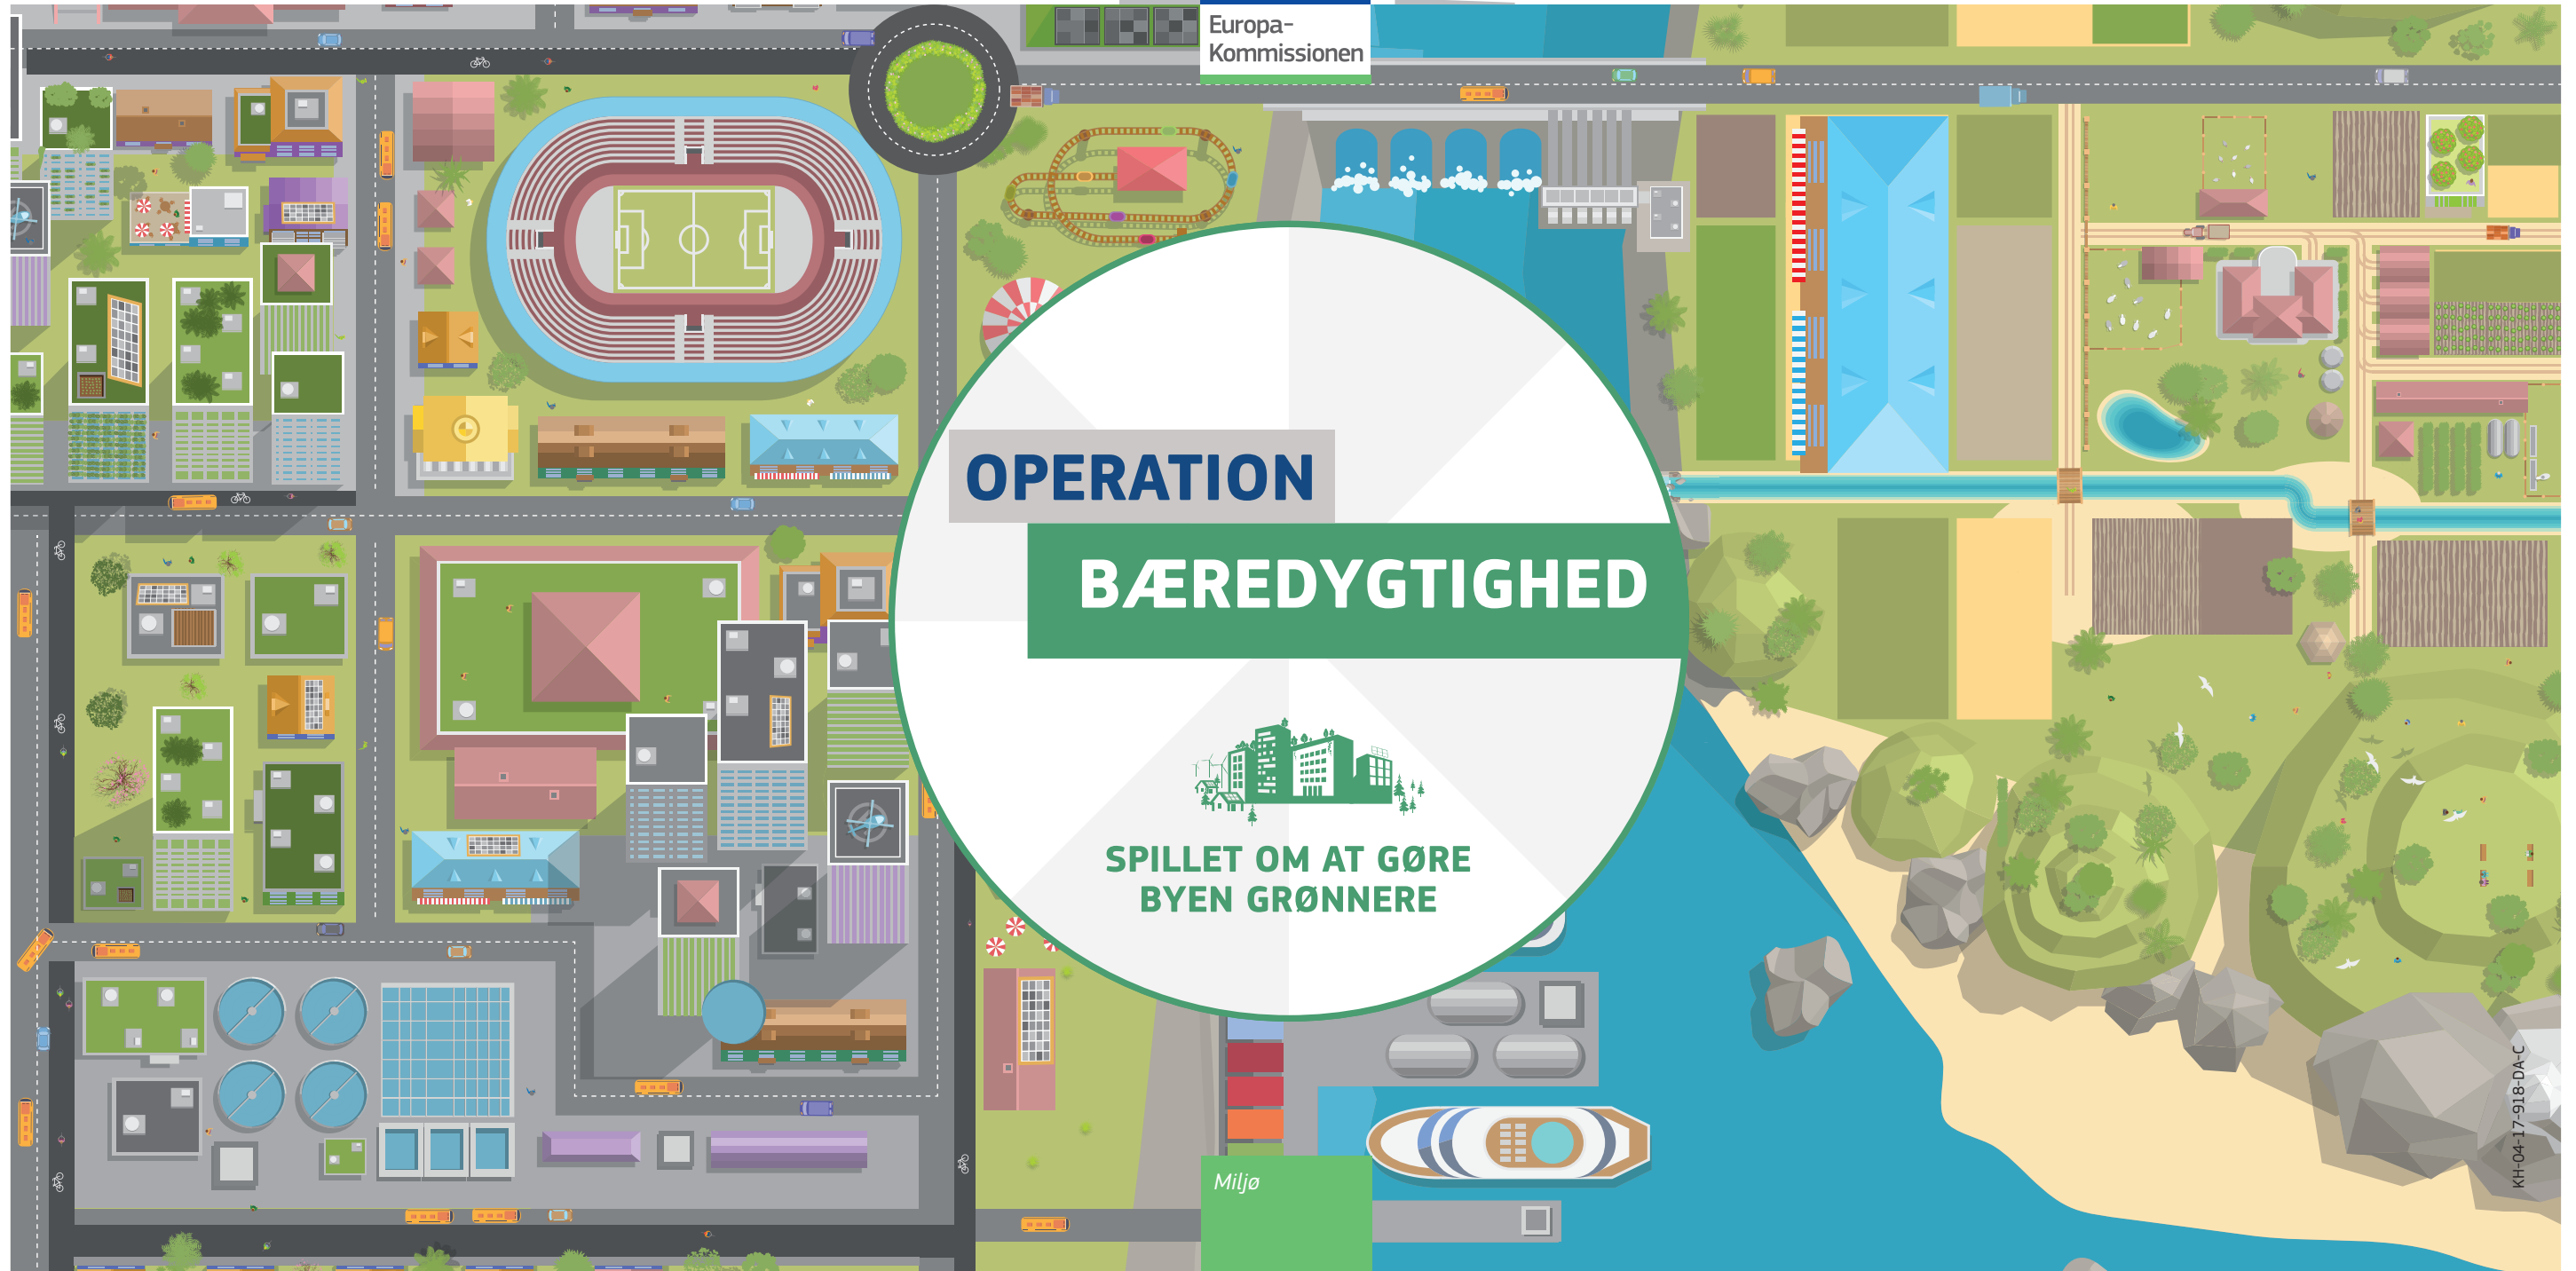 Europa-
Kommissionen
OPERATION
BÆREDYGTIGHED
SPILLET OM AT GØRE
BYEN GRØNNERE
Miljø
KH-04-17-918-DA-C